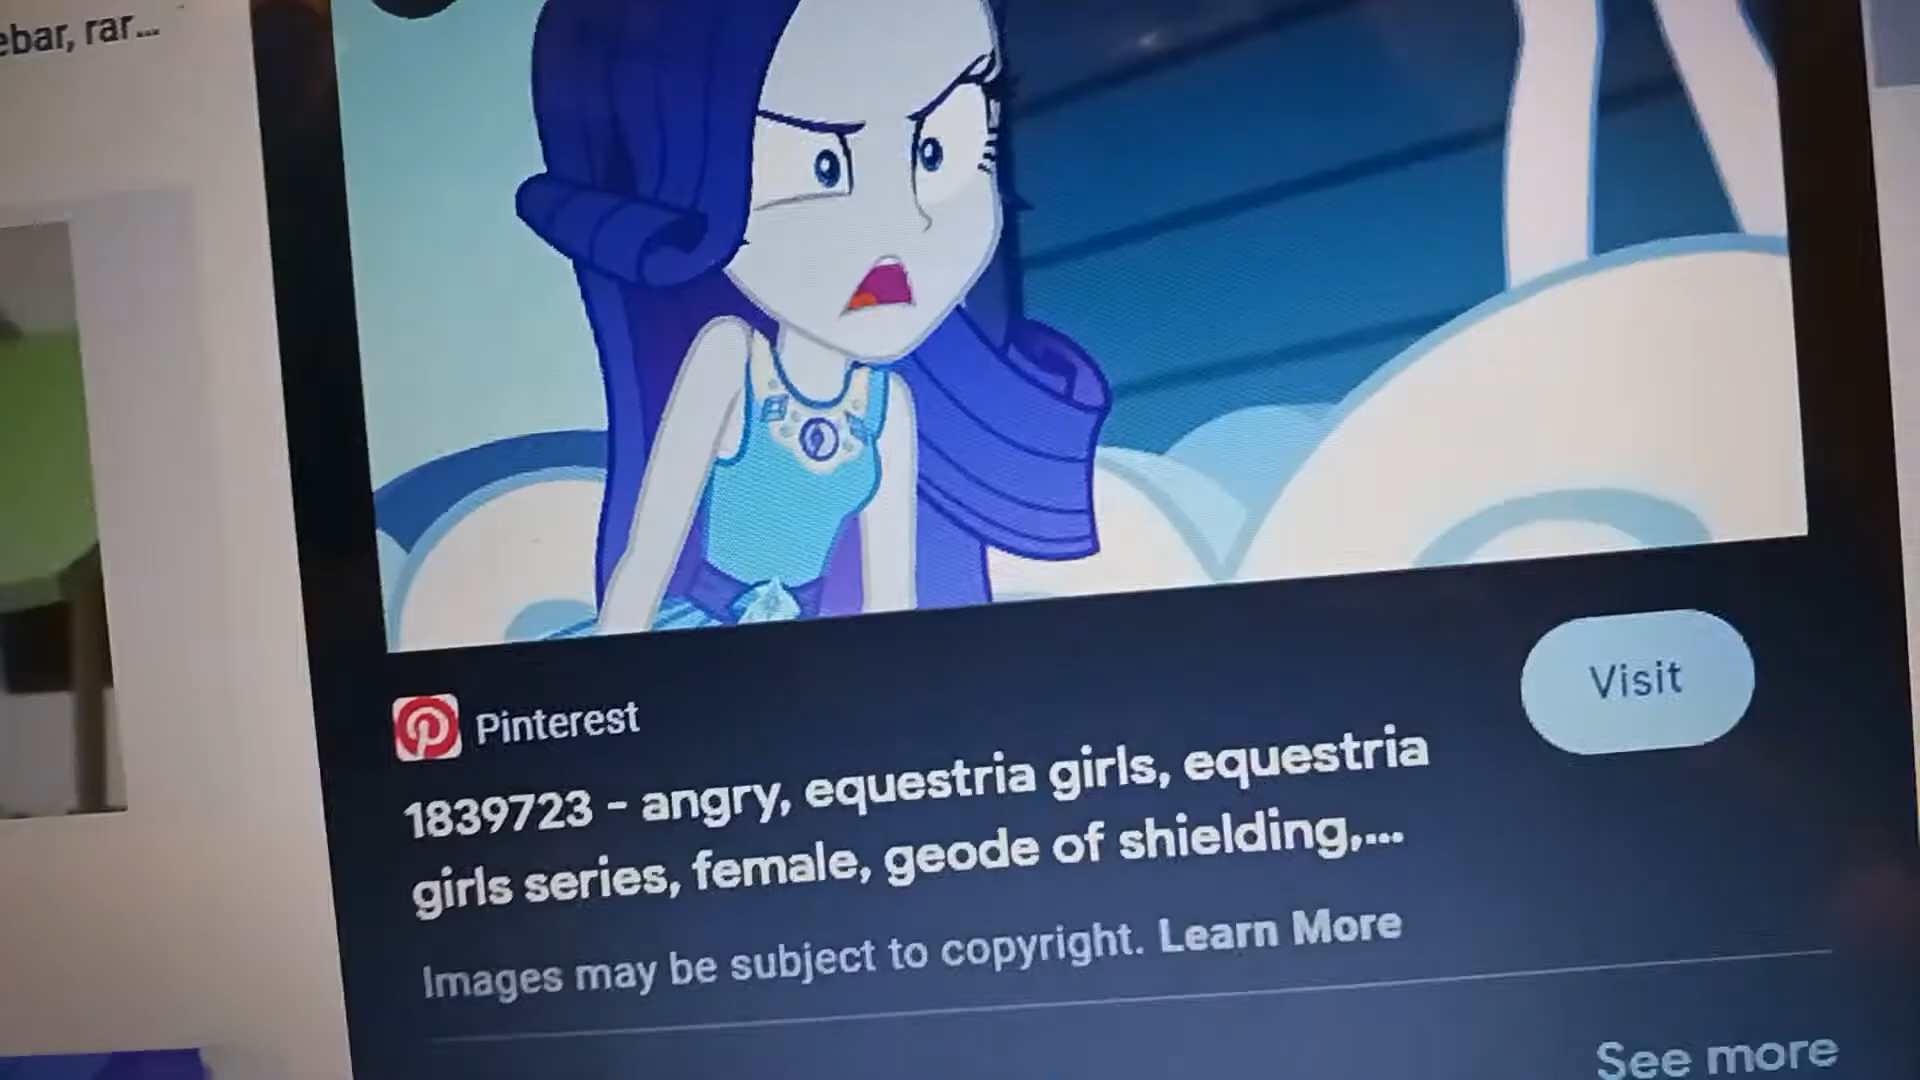 ebar, rar...
Pinterest
Visit
1839723 - angry, equestria girls, equestria
girls series, female, geode of shielding,...
Images may be subject to copyright. Learn More
See more